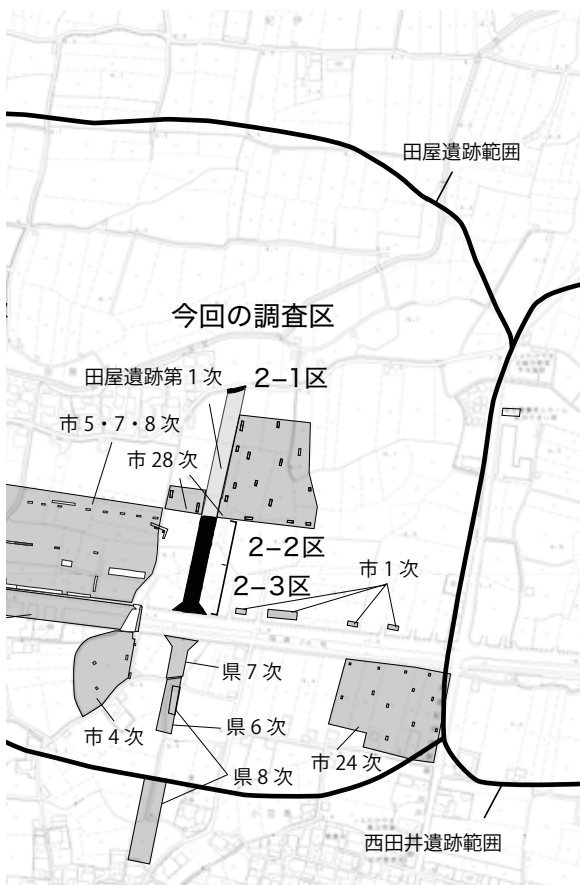 田屋遺跡範囲
今回の調査区
田屋遺跡第1次
2-1区
市5・7・8次
市28次
2-2区
2-3区
市1次
県7次
県6次
市4次
市24次
県8次
西田井遺跡範囲